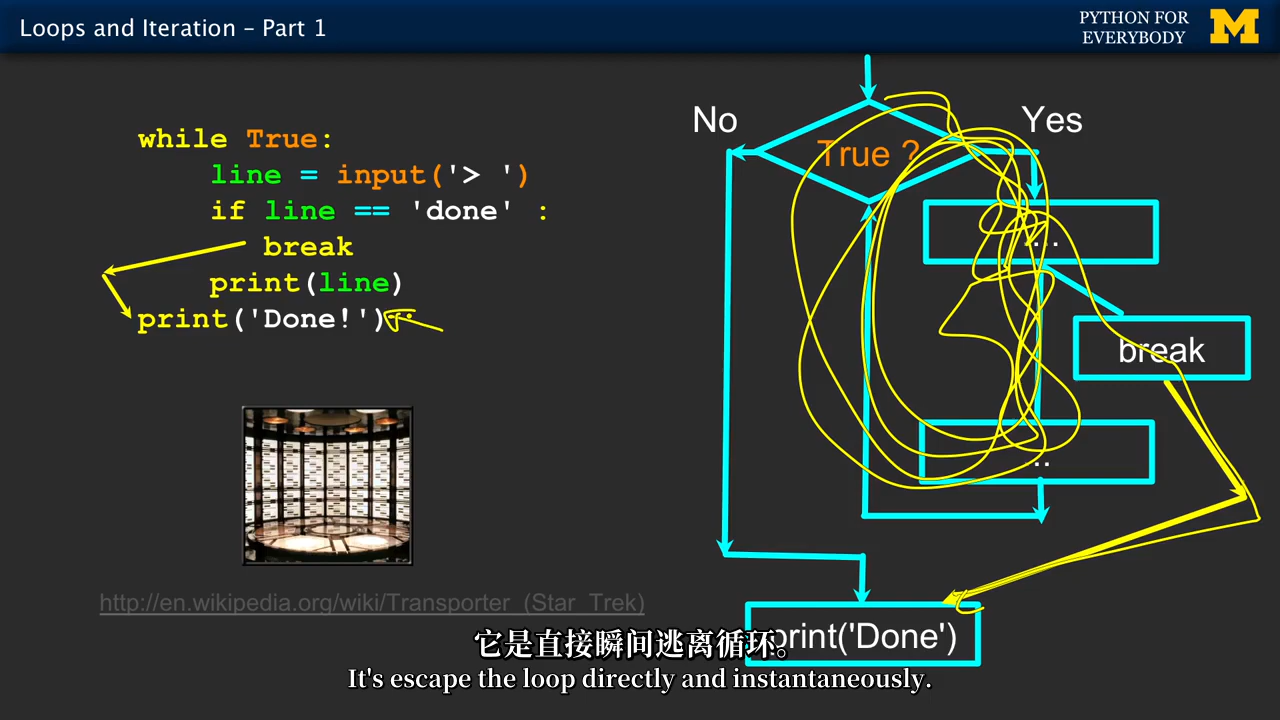 Loops and Iteration – Part 1
PYTHON FOR
EVERYBODY
M
while True:
line = input('> ')
if line == 'done' :
break
print(line)
print('Done!')
No
Yes
True ?
....
break
...
http://en.wikipedia.org/wiki/Transporter_(Star_Trek)
print('Done')
它是直接瞬间逃离循环。
It's escape the loop directly and instantaneously.